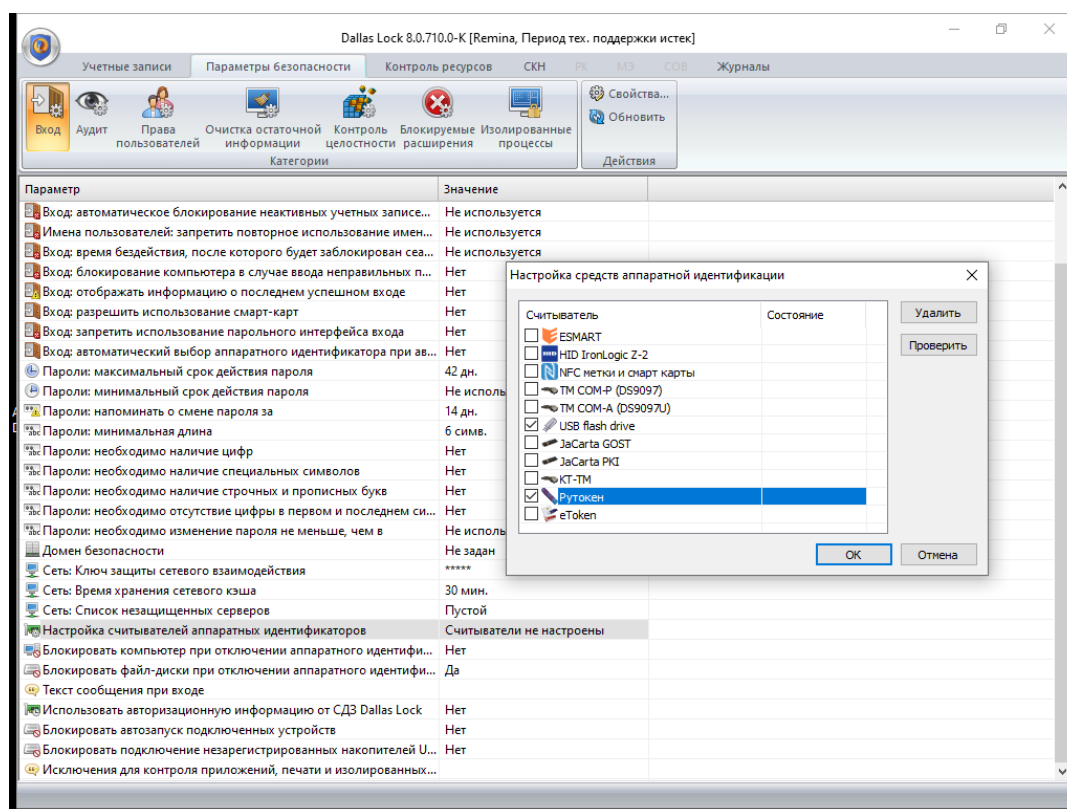 Dallas Lock 8.0.710.0-K [Remina, Период тех. поддержки истек]
Учетные записи Параметры безопасности Контроль ресурсов СКН РК МЭ СОВ Журналы
Вход Аудит Права пользователей Очистка остаточной информации Контроль целостности Блокируемые расширения Изолированные процессы
Свойства...
Обновить
Категории Действия
Параметр Значение
Вход: автоматическое блокирование неактивных учетных записе... Не используется
Имена пользователей: запретить повторное использование имен... Не используется
Вход: время бездействия, после которого будет заблокирован сеа... Не используется
Вход: блокирование компьютера в случае ввода неправильных п... Нет
Вход: отображать информацию о последнем успешном входе Нет
Вход: разрешить использование смарт-карт Нет
Вход: запретить использование парольного интерфейса входа Нет
Вход: автоматический выбор аппаратного идентификатора при ав... Нет
Пароли: максимальный срок действия пароля 42 дн.
Пароли: минимальный срок действия пароля Не исполь
Пароли: напоминать о смене пароля за 14 дн.
Пароли: минимальная длина 6 симв.
Пароли: необходимо наличие цифр Нет
Пароли: необходимо наличие специальных символов Нет
Пароли: необходимо наличие строчных и прописных букв Нет
Пароли: необходимо отсутствие цифры в первом и последнем си... Нет
Пароли: необходимо изменение пароля не меньше, чем в Не исполь
Домен безопасности Не задан
Сеть: Ключ защиты сетевого взаимодействия *****
Сеть: Время хранения сетевого кэша 30 мин.
Сеть: Список незащищенных серверов Пустой
Настройка считывателей аппаратных идентификаторов Считыватели не настроены
Блокировать компьютер при отключении аппаратного идентифи... Нет
Блокировать файл-диски при отключении аппаратного идентифи... Да
Текст сообщения при входе
Использовать авторизационную информацию от СДЗ Dallas Lock Нет
Блокировать автозапуск подключенных устройств Нет
Блокировать подключение незарегистрированных накопителей U... Нет
Исключения для контроля приложений, печати и изолированных...
Настройка средств аппаратной идентификации
Считыватель Состояние
ESMART
HID IronLogic Z-2
NFC метки и смарт карты
TM COM-P (DS9097)
TM COM-A (DS9097U)
USB flash drive
JaCarta GOST
JaCarta PKI
КТ-ТМ
Рутокен
eToken
Удалить
Проверить
ОК Отмена